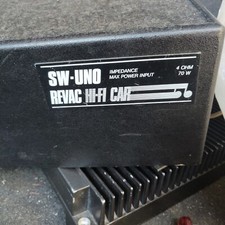 SW-UNO
IMPEDANCE 4 OHM
MAX POWER INPUT 70 W
REVAC HI-FI CAR